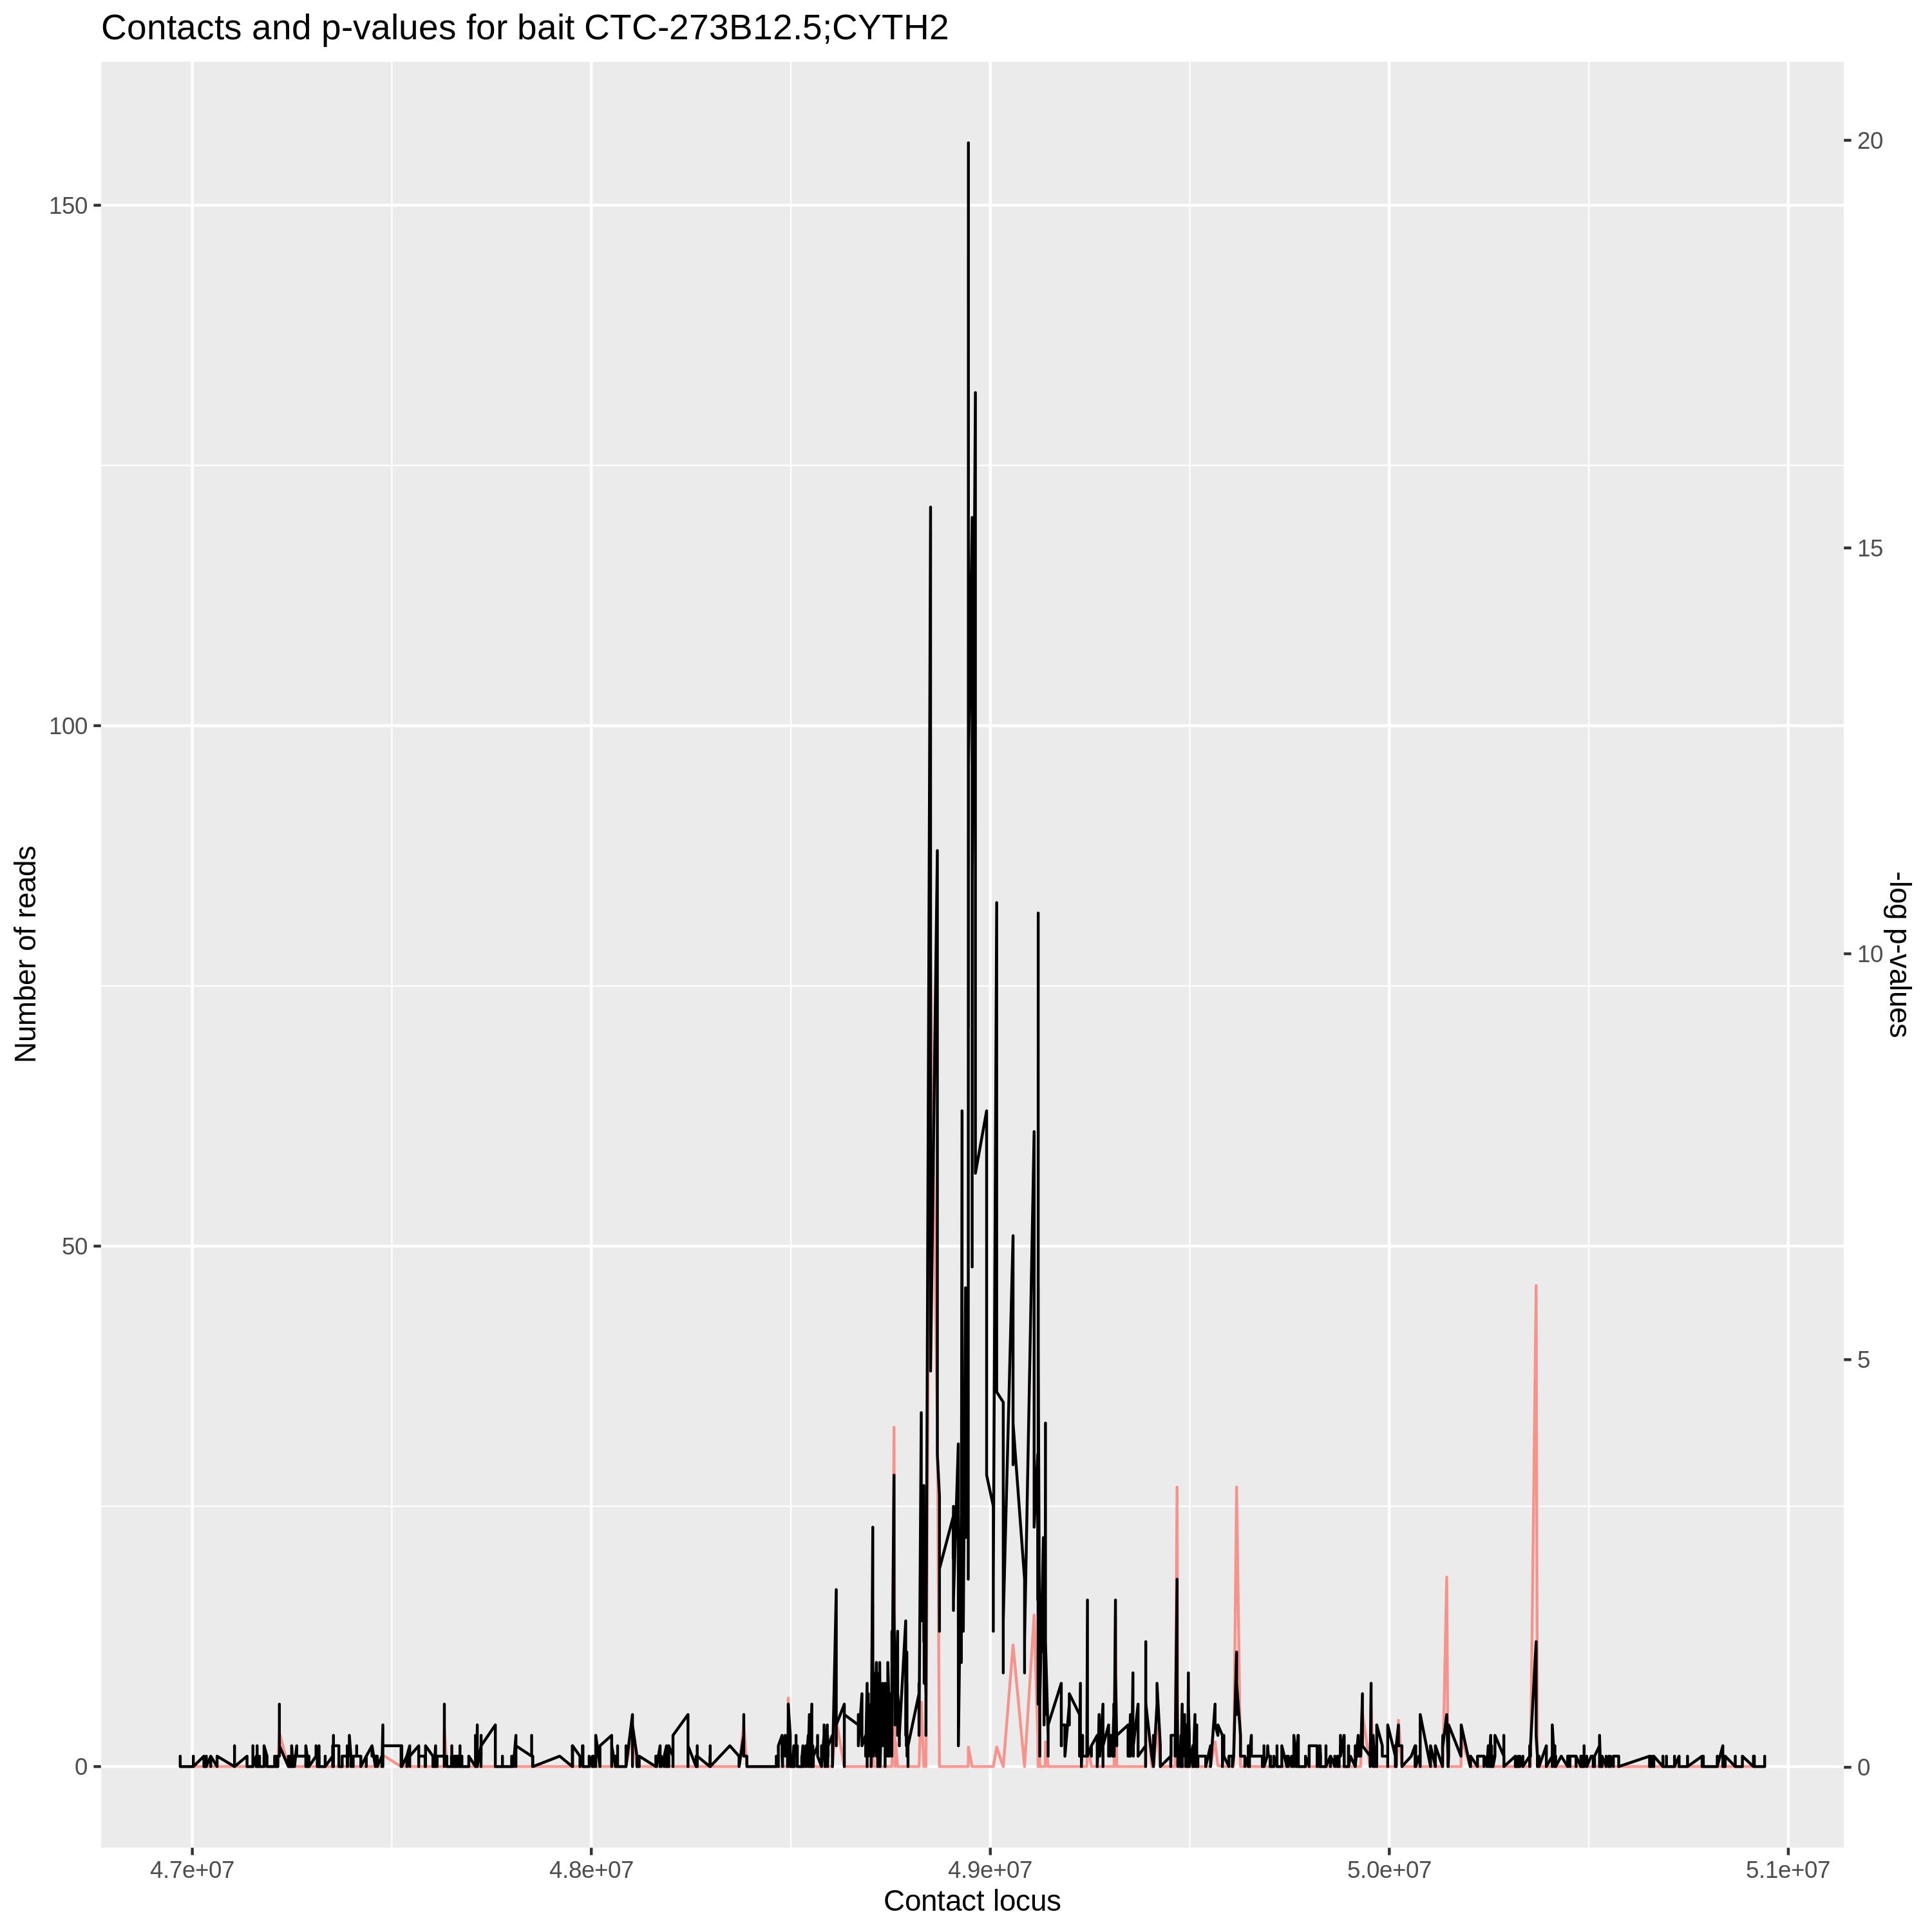 Contacts and p-values for bait CTC-273B12.5;CYTH2
Number of reads
150
100
50
0
20
15
10
5
0
-log p-values
4.7e+07
4.8e+07
4.9e+07
5.0e+07
5.1e+07
Contact locus